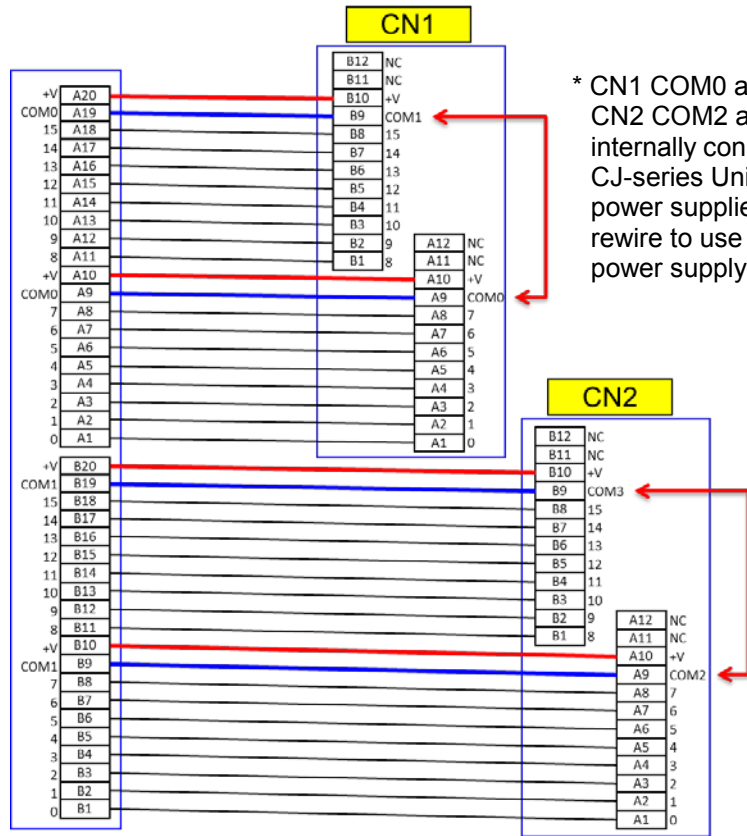 CN1
+V A20
COM0 A19
15 A18
14 A17
13 A16
12 A15
11 A14
10 A13
9 A12
8 A11
+V A10
COM0 A9
7 A8
6 A7
5 A6
4 A5
3 A4
2 A3
1 A2
0 A1
B12 NC
B11 NC
B10 +V
B9 COM1
B8 15
B7 14
B6 13
B5 12
B4 11
B3 10
B2 9
B1 8
A12 NC
A11 NC
A10 +V
A9 COM0
A8 7
A7 6
A6 5
A5 4
A4 3
A3 2
A2 1
A1 0
* CN1 COM0 a
CN2 COM2 a
internally con
CJ-series Uni
power supplie
rewire to use
power supply
CN2
+V B20
COM1 B19
15 B18
14 B17
13 B16
12 B15
11 B14
10 B13
9 B12
8 B11
+V B10
COM1 B9
7 B8
6 B7
5 B6
4 B5
3 B4
2 B3
1 B2
0 B1
B12 NC
B11 NC
B10 +V
B9 COM3
B8 15
B7 14
B6 13
B5 12
B4 11
B3 10
B2 9
B1 8
A12 NC
A11 NC
A10 +V
A9 COM2
A8 7
A7 6
A6 5
A5 4
A4 3
A3 2
A2 1
A1 0